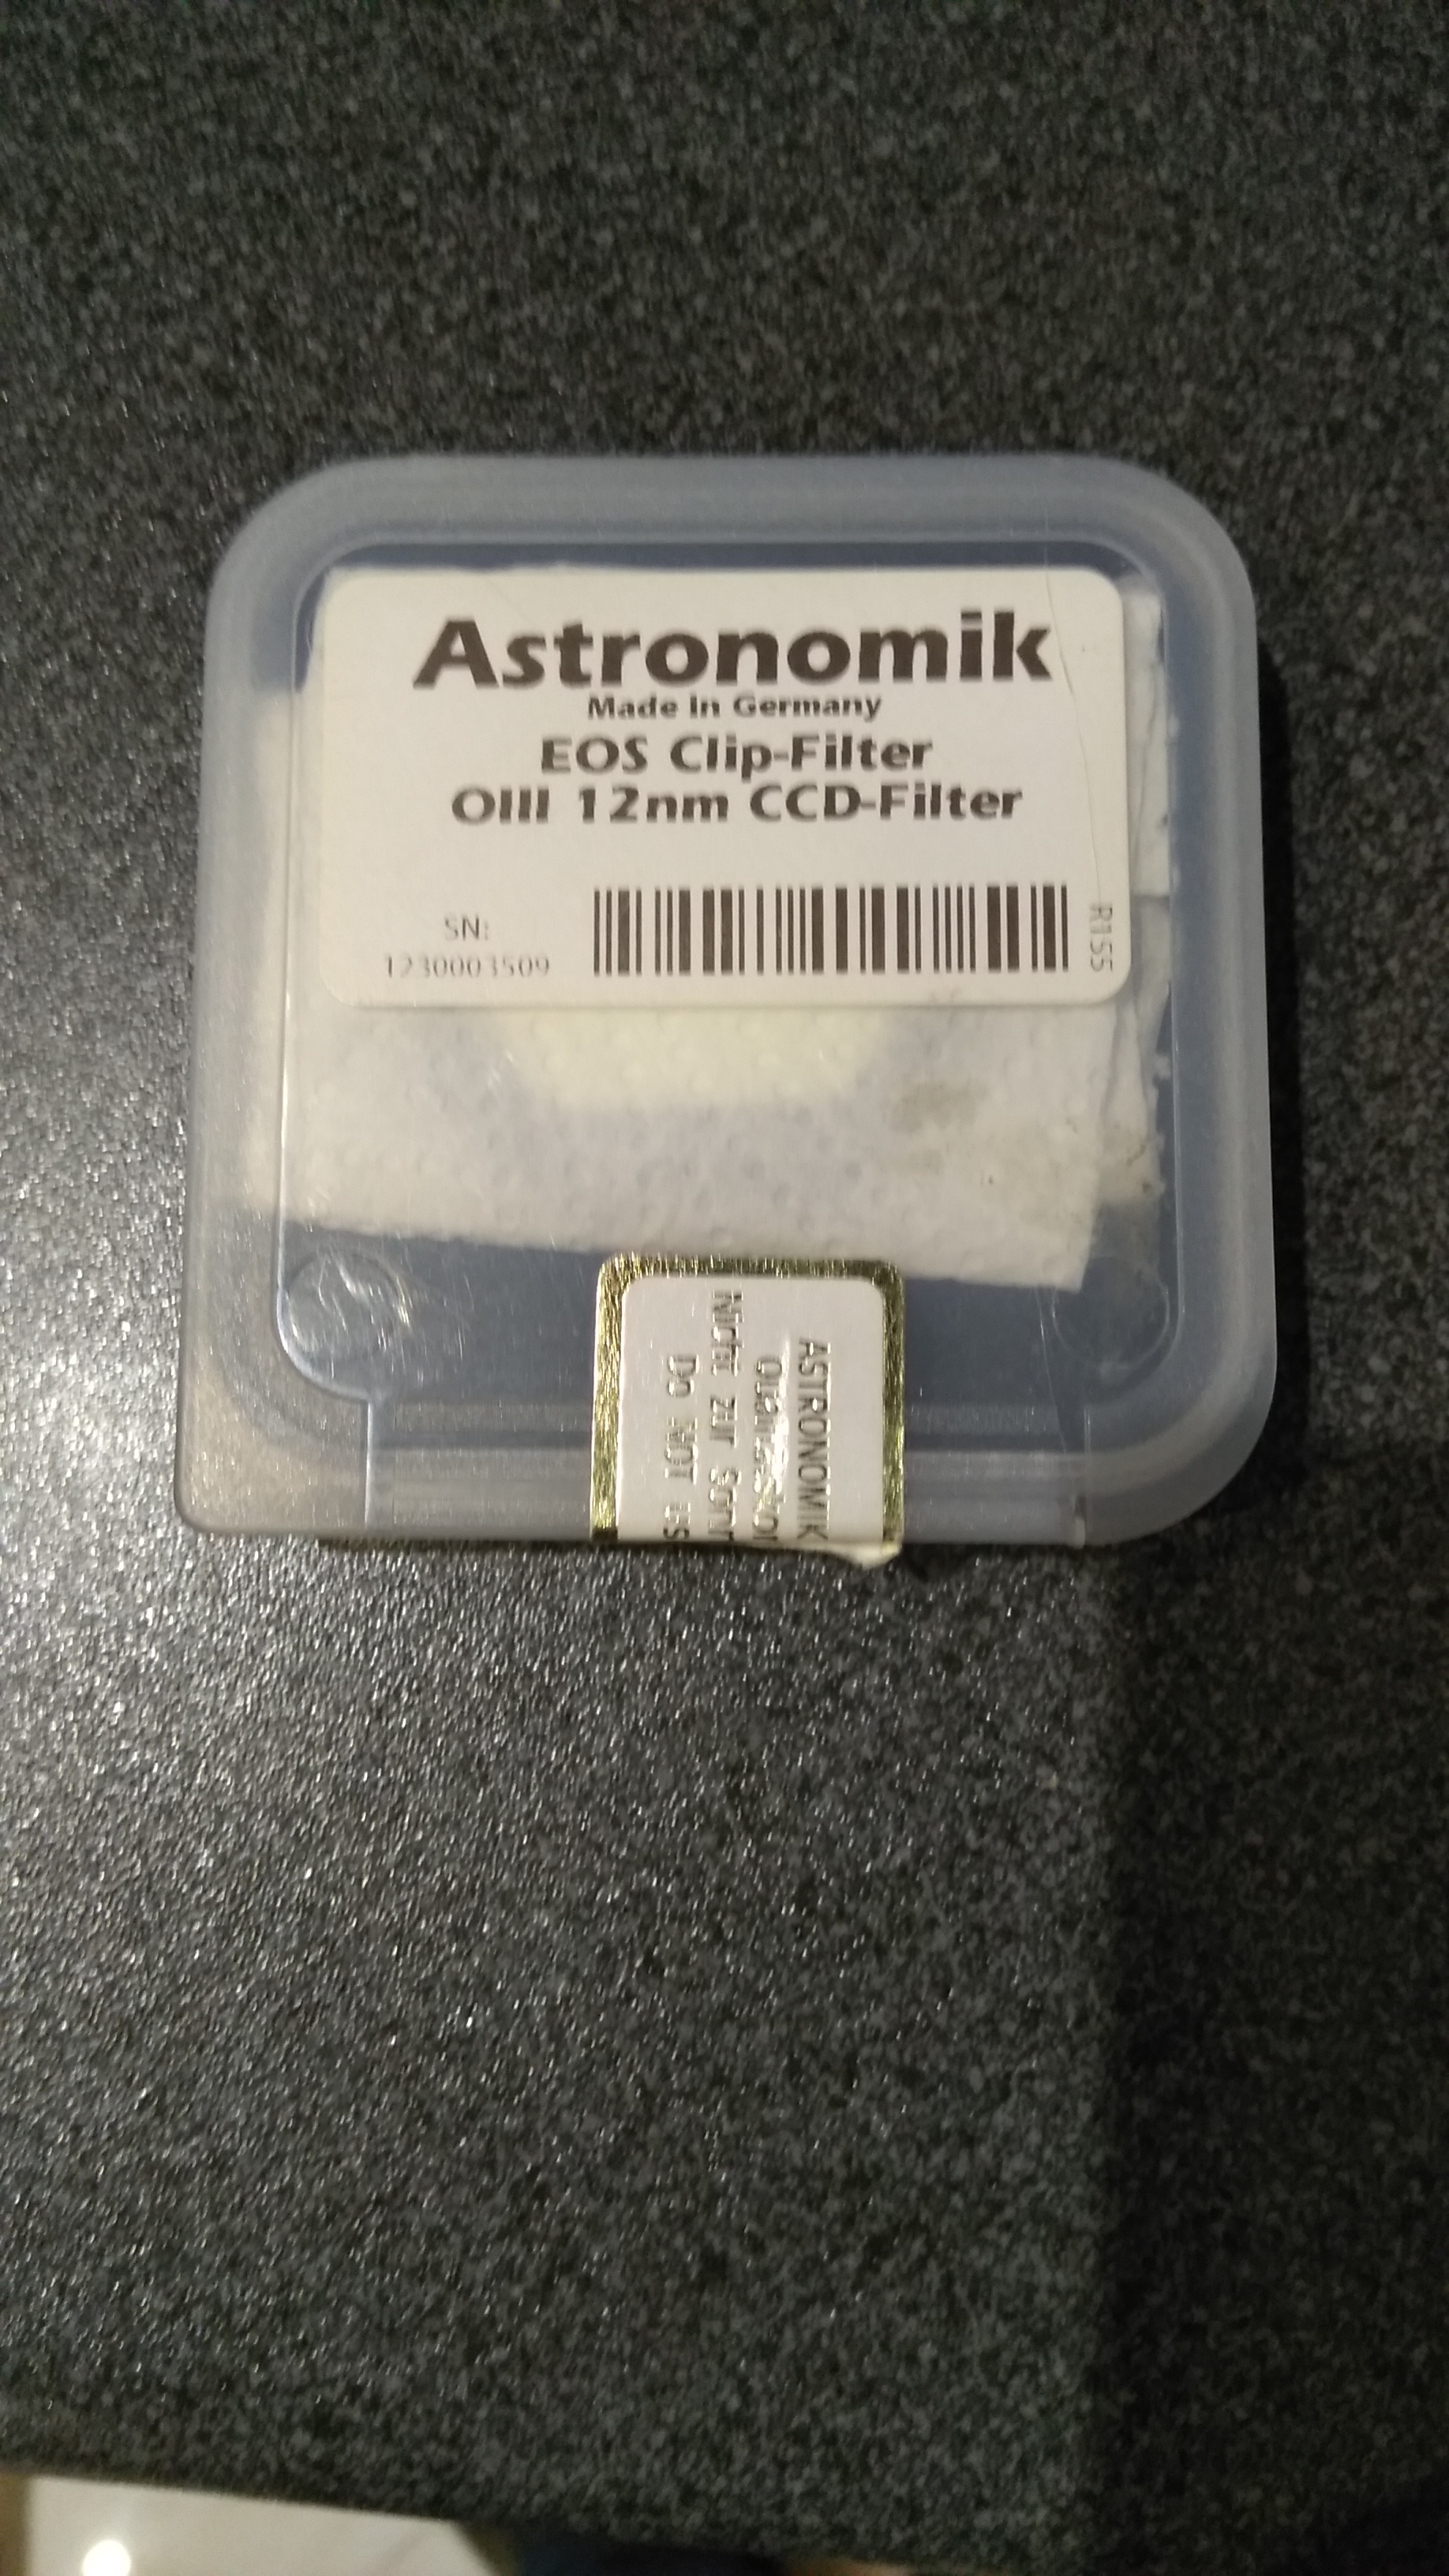 Astronomik
Made in Germany
EOS Clip-Filter
OIII 12nm CCD-Filter
SN:
1230003509
R155
ASTRONOMIK
Nicht zur
Do NOT